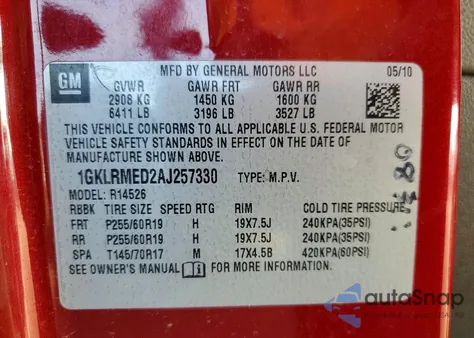 MFD BY GENERAL MOTORS LLC 05/10
GM
GVWR GAWR FRT GAWR RR
2908 KG 1450 KG 1600 KG
6411 LB 3196 LB 3527 LB
THIS VEHICLE CONFORMS TO ALL APPLICABLE U.S. FEDERAL MOTOR
VEHICLE SAFETY STANDARDS IN EFFECT ON THE DATE OF
MANUFACTURE SHOWN ABOVE.
1GKLRMED2AJ257330 TYPE: M.P.V.
MODEL: R14526
RBBK TIRE SIZE SPEED RTG RIM COLD TIRE PRESSURE
FRT P255/60R19 H 19X7.5J 240KPA(35PSI)
RR P255/60R19 H 19X7.5J 240KPA(35PSI)
SPA T145/70R17 M 17X4.5B 420KPA(60PSI)
SEE OWNER'S MANUAL FOR MORE INFORMATION.
autoSnap